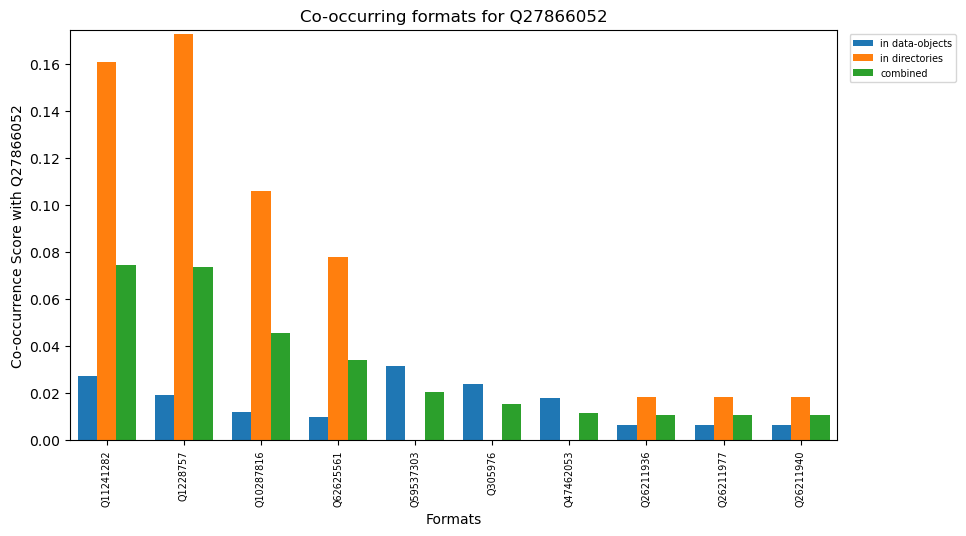 Co-occurring formats for Q27866052
Co-occurrence Score with Q27866052
0.16
0.14
0.12
0.10
0.08
0.06
0.04
0.02
0.00
Q11241282
Q1228757
Q10287816
Q62625561
Q59537303
Q305976
Q47462053
Q26211936
Q26211977
Q26211940
Formats
in data-objects
in directories
combined